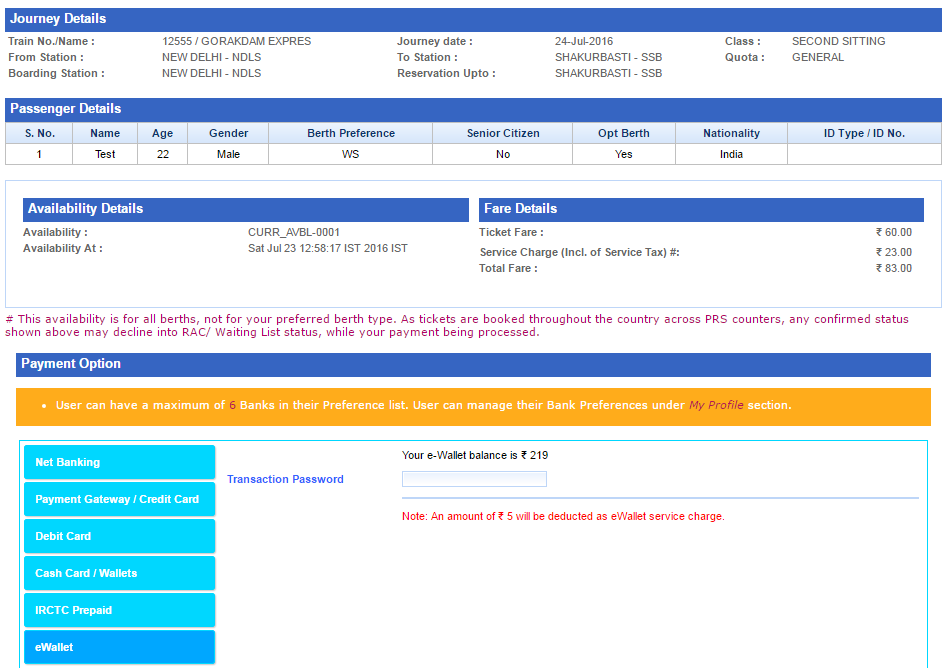 Journey Details
Train No./Name : 12555 / GORAKDAM EXPRES Journey date : 24-Jul-2016 Class : SECOND SITTING
From Station : NEW DELHI - NDLS To Station : SHAKURBASTI - SSB Quota : GENERAL
Boarding Station : NEW DELHI - NDLS Reservation Upto : SHAKURBASTI - SSB
Passenger Details
S. No. Name Age Gender Berth Preference Senior Citizen Opt Berth Nationality ID Type / ID No.
1 Test 22 Male WS No Yes India
Availability Details
Availability : CURR_AVBL-0001
Availability At : Sat Jul 23 12:58:17 IST 2016 IST
Fare Details
Ticket Fare : ₹ 60.00
Service Charge (Incl. of Service Tax) #: ₹ 23.00
Total Fare : ₹ 83.00
# This availability is for all berths, not for your preferred berth type. As tickets are booked throughout the country across PRS counters, any confirmed status
shown above may decline into RAC/ Waiting List status, while your payment being processed.
Payment Option
• User can have a maximum of 6 Banks in their Preference list. User can manage their Bank Preferences under My Profile section.
Net Banking
Payment Gateway / Credit Card
Debit Card
Cash Card / Wallets
IRCTC Prepaid
eWallet
Your e-Wallet balance is ₹ 219
Transaction Password
Note: An amount of ₹ 5 will be deducted as eWallet service charge.